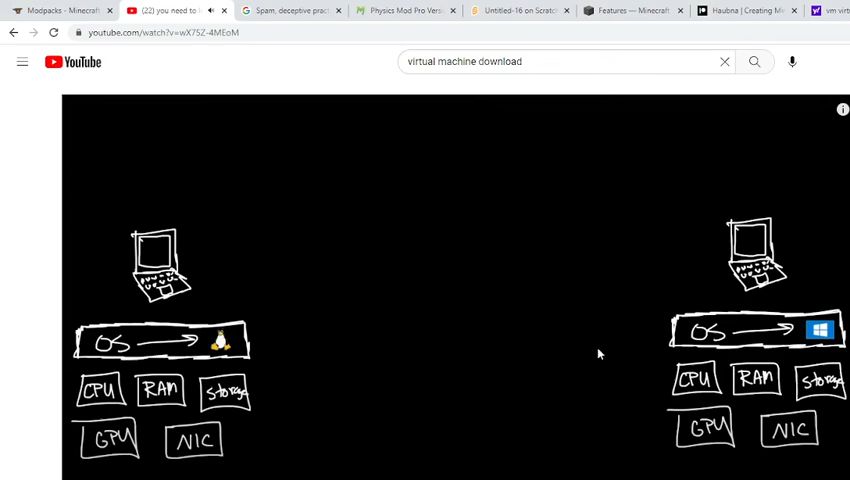 Modpacks - Minecraft
(22) you need to l
Spam, deceptive pract
Physics Mod Pro Versi
Untitled-16 on Scratch
Features — Minecraft
Haubna | Creating Mi
vm virtu
youtube.com/watch?v=wX75Z-4MEoM
YouTube
virtual machine download
OS
OS
CPU
RAM
Storage
CPU
RAM
Storage
GPU
NIC
GPU
NIC